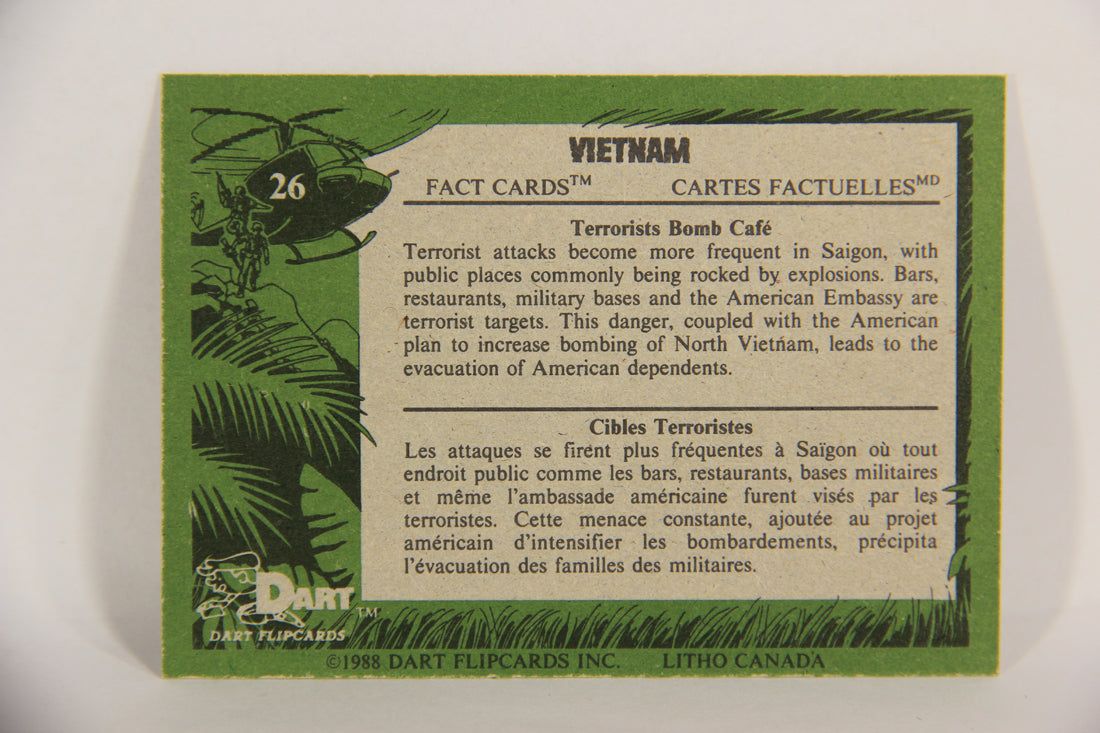 26
VIETNAM
FACT CARDS™ CARTES FACTUELLESMD
Terrorists Bomb Café
Terrorist attacks become more frequent in Saigon, with
public places commonly being rocked by explosions. Bars,
restaurants, military bases and the American Embassy are
terrorist targets. This danger, coupled with the American
plan to increase bombing of North Vietnam, leads to the
evacuation of American dependents.
Cibles Terroristes
Les attaques se firent plus fréquentes à Saïgon où tout
endroit public comme les bars, restaurants, bases militaires
et même l'ambassade américaine furent visés par les
terroristes. Cette menace constante, ajoutée au projet
américain d'intensifier les bombardements, précipita
l'évacuation des familles des militaires.
DART™
DART FLIPCARDS
©1988 DART FLIPCARDS INC. LITHO CANADA